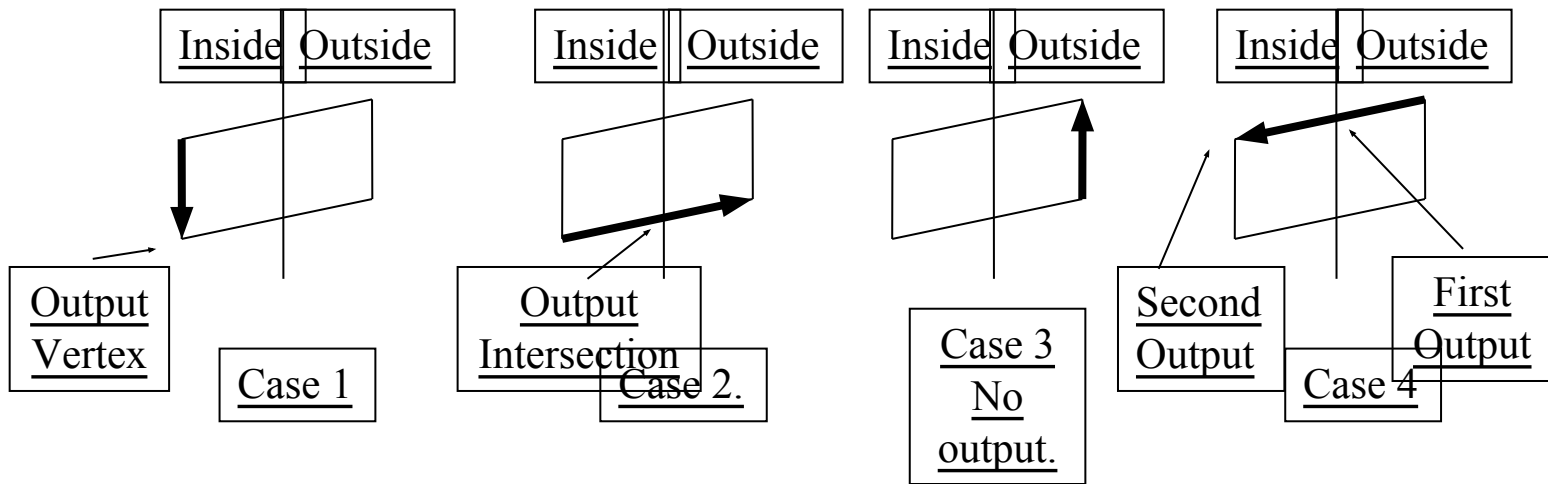 Inside Outside
Inside Outside
Inside Outside
Inside Outside
Output
Vertex
Case 1
Output
Intersection
Case 2.
Case 3
No
output.
Second
Output
First
Output
Case 4